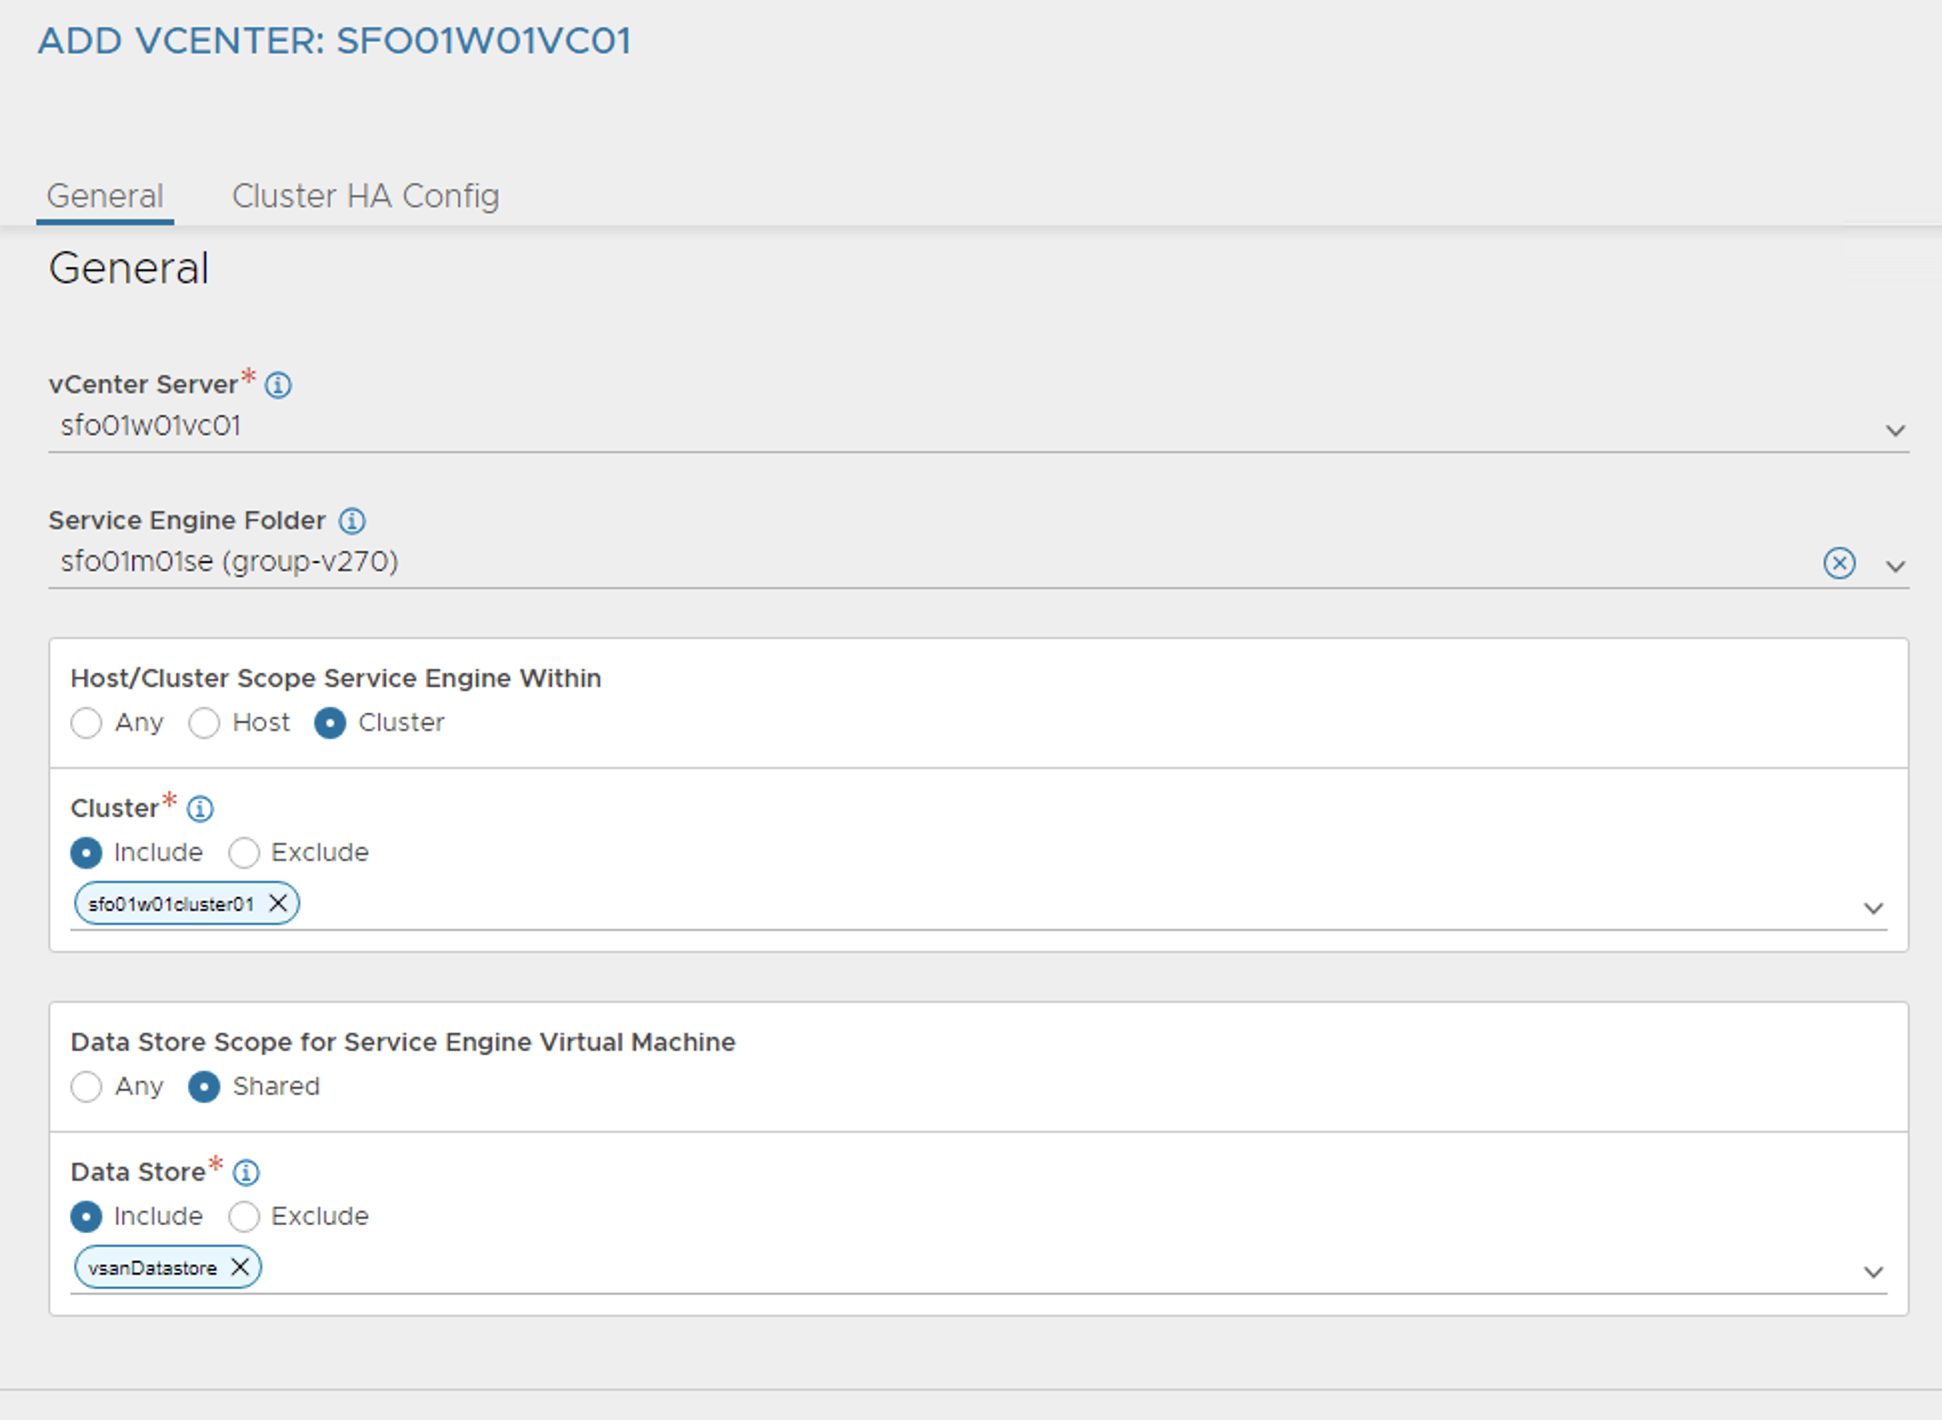 ADD VCENTER: SFO01W01VC01
General Cluster HA Config
General
vCenter Server*
sfo01w01vc01
Service Engine Folder
sfo01m01se (group-v270)
Host/Cluster Scope Service Engine Within
Any Host Cluster
Cluster*
Include Exclude
sfo01w01cluster01
Data Store Scope for Service Engine Virtual Machine
Any Shared
Data Store*
Include Exclude
vsanDatastore